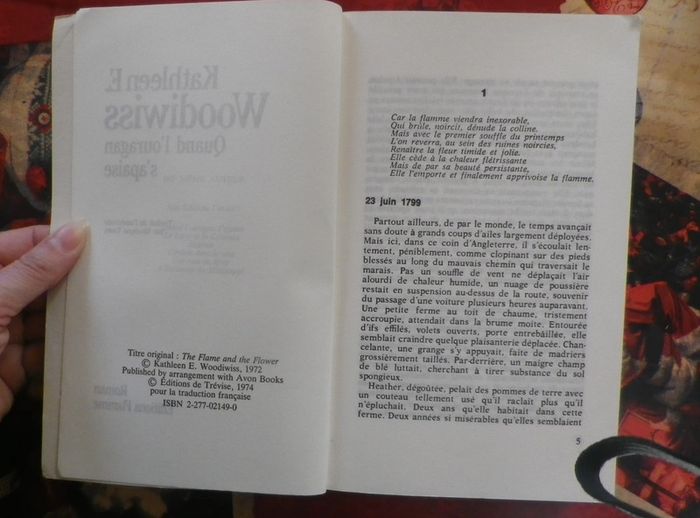 Kathleen E.
Woodiwiss
Quand l'ouragan
s'apaise
Titre original : The Flame and the Flower
© Kathleen E. Woodiwiss, 1972
Published by arrangement with Avon Books
© Éditions de Trévise, 1974
pour la traduction française
ISBN 2-277-02149-0
Roman
1
Car la flamme viendra inexorable,
Qui brûle, noircit, dénude la colline.
Mais avec le premier souffle du printemps
L'on reverra, au sein des ruines noircies,
Renaître la fleur timide et jolie.
Elle cède à la chaleur flétrissante
Mais de par sa beauté persistante,
Elle l'emporte et finalement apprivoise la flamme.
23 juin 1799
Partout ailleurs, de par le monde, le temps avançait
sans doute à grands coups d'ailes largement déployées.
Mais ici, dans ce coin d'Angleterre, il s'écoulait len-
tement, péniblement, comme clopinant sur des pieds
blessés au long du mauvais chemin qui traversait le
marais. Pas un souffle de vent ne déplaçait l'air
alourdi de chaleur humide, un nuage de poussière
restait en suspension au-dessus de la route, souvenir
du passage d'une voiture plusieurs heures auparavant.
Une petite ferme au toit de chaume, tristement
accroupie, attendait dans la brume moite. Entourée
d'ifs effilés, volets ouverts, porte entrebâillée, elle
semblait craindre quelque plaisanterie déplacée. Chan-
celante, une grange s'y appuyait, faite de madriers
grossièrement taillés. Par-derrière, un maigre champ
de blé luttait, cherchant à tirer substance du sol
spongieux.
Heather, dégoûtée, pelait des pommes de terre avec
un couteau tellement usé qu'il raclait plus qu'il
n'épluchait. Deux ans qu'elle habitait dans cette
ferme. Deux années si misérables qu'elles semblaient
5